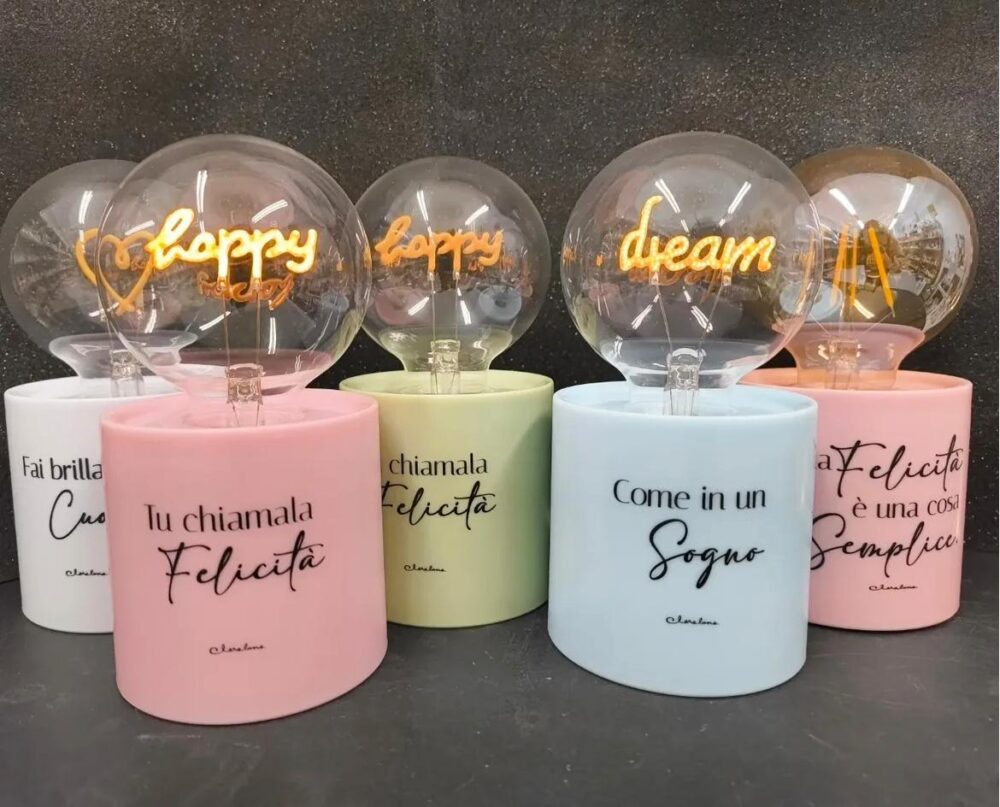 happy
happy
dream
Fai brilla
Cuo
Tu chiamala
Felicità
chiamala
Felicità
Come in un
Sogno
Felicità
è una cosa
Semplice.